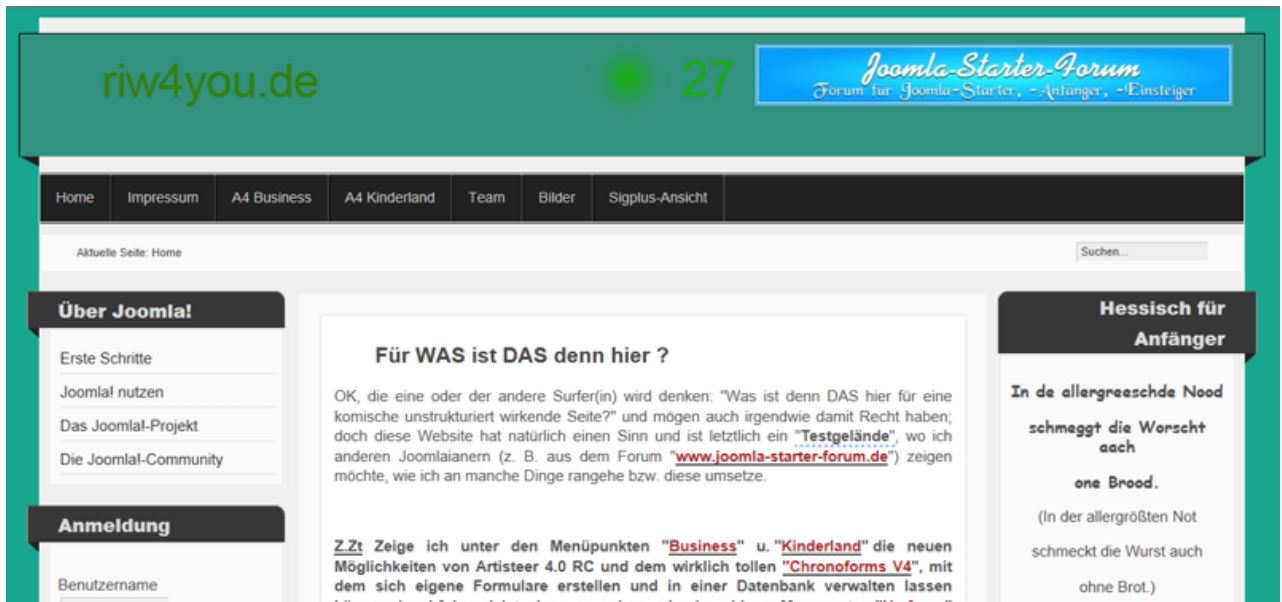 riw4you.de
27
Joomla-Starter-Forum
Forum für Joomla-Starter, -Anfänger, -Einsteiger
Home Impressum A4 Business A4 Kinderland Team Bilder Sigplus-Ansicht
Aktuelle Seite: Home
Suchen...
Über Joomla!
Erste Schritte
Joomla! nutzen
Das Joomla!-Projekt
Die Joomla!-Community
Anmeldung
Benutzername
Für WAS ist DAS denn hier ?
OK, die eine oder der andere Surfer(in) wird denken: "Was ist denn DAS hier für eine
komische unstrukturiert wirkende Seite?" und mögen auch irgendwie damit Recht haben;
doch diese Website hat natürlich einen Sinn und ist letztlich ein "Testgelände", wo ich
anderen Joomlaianern (z. B. aus dem Forum "www.joomla-starter-forum.de") zeigen
möchte, wie ich an manche Dinge rangehe bzw. diese umsetze.
Z.Zt Zeige ich unter den Menüpunkten "Business" u. "Kinderland" die neuen
Möglichkeiten von Artisteer 4.0 RC und dem wirklich tollen "Chronoforms V4", mit
dem sich eigene Formulare erstellen und in einer Datenbank verwalten lassen
Hessisch für
Anfänger
In de allergreeschde Nood
schmeggt die Worscht
aach
one Brood.
(In der allergrößten Not
schmeckt die Wurst auch
ohne Brot.)